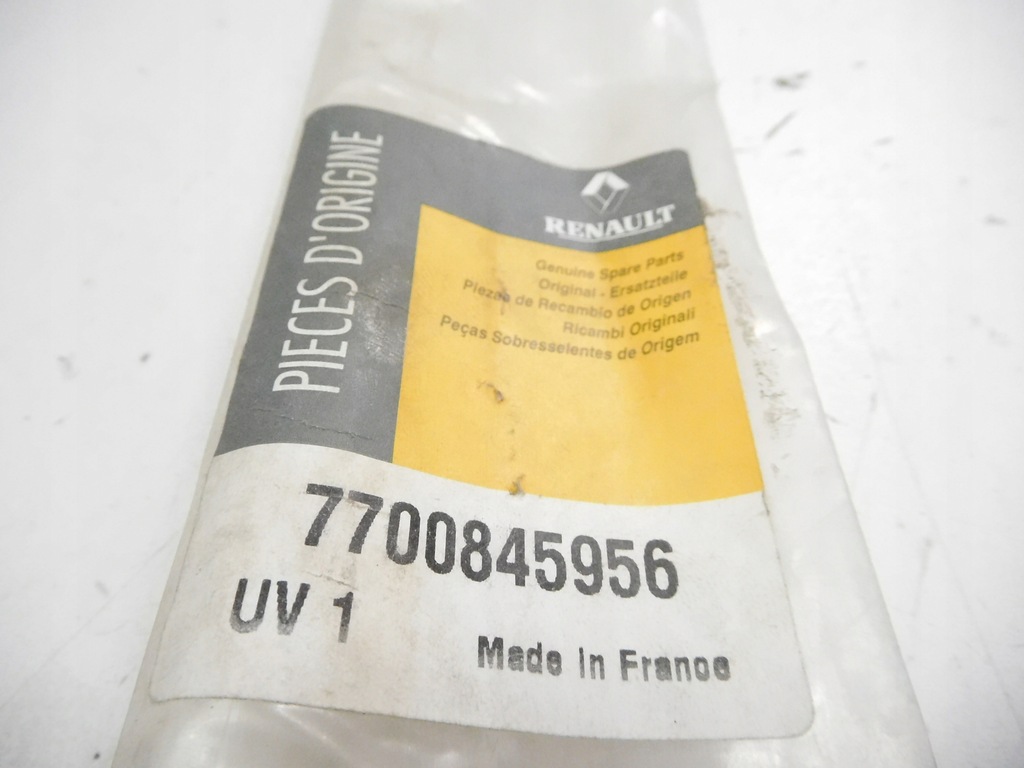 PIECES D'ORIGINE
RENAULT
Genuine Spare Parts
Original - Ersatzteile
Piezas de Recambio de Origen
Ricambi Originali
Peças Sobresselentes de Origem
7700845956
UV 1
Made in France